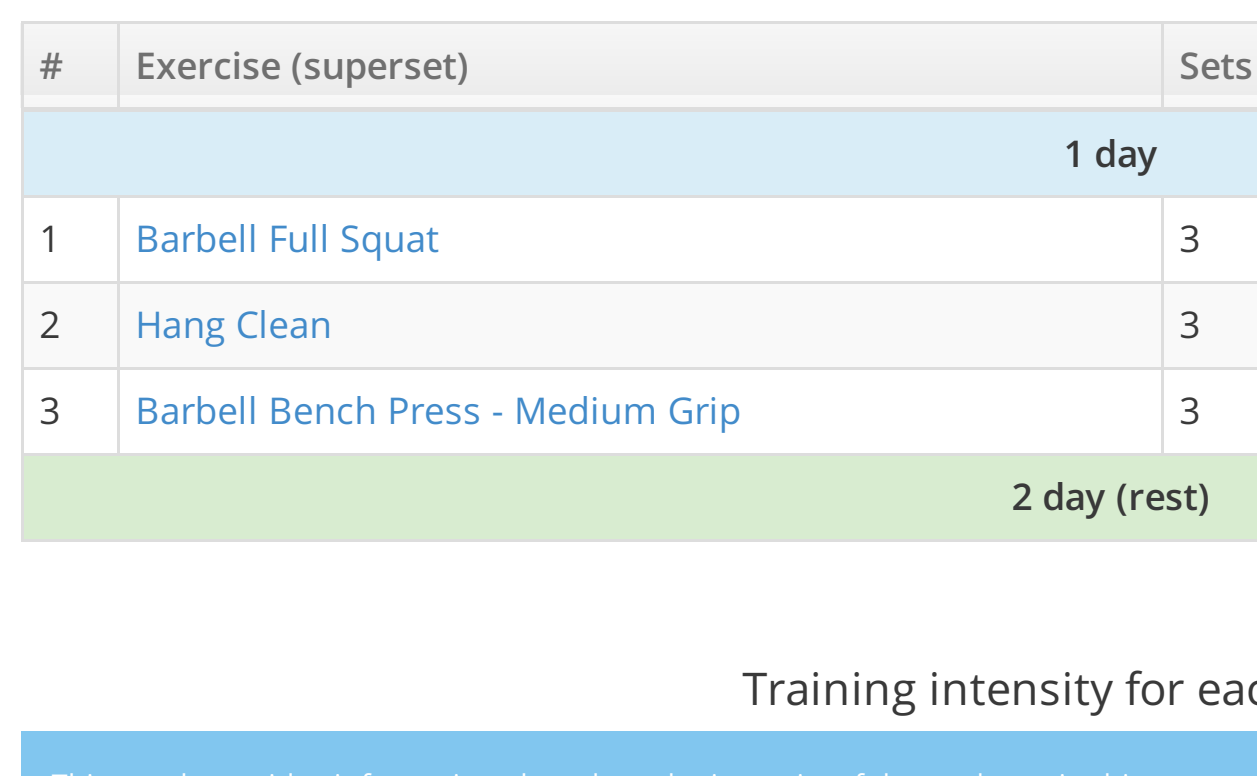 # Exercise (superset) Sets
1 day
1 Barbell Full Squat 3
2 Hang Clean 3
3 Barbell Bench Press - Medium Grip 3
2 day (rest)
Training intensity for